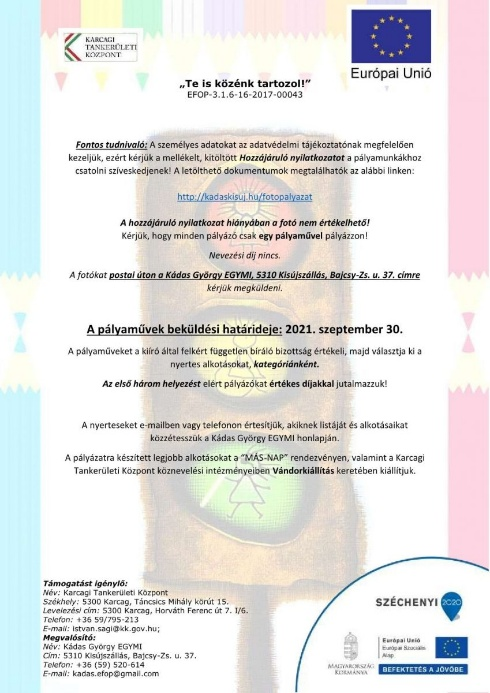 KARCAGI
TANKERÜLETI
KÖZPONT
Európai Unió
„Te is közénk tartozol!”
EFOP-3.1.6-16-2017-00043
Fontos tudnivaló: A személyes adatokat az adatvédelmi tájékoztatónak megfelelően
kezeljük, ezért kérjük a mellékelt, kitöltött Hozzájáruló nyilatkozatot a pályamunkákhoz
csatolni szíveskedjenek! A letölthető dokumentumok megtalálhatók az alábbi linken:
http://kadaskisuj.hu/fotopalyazat
A hozzájáruló nyilatkozat hiányában a fotó nem értékelhető!
Kérjük, hogy minden pályázó csak egy pályaművel pályázzon!
Nevezési díj nincs.
A fotókat postai úton a Kádas György EGYMI, 5310 Kisújszállás, Bajcsy-Zs. u. 37. címre
kérjük megküldeni.
A pályaművek beküldési határideje: 2021. szeptember 30.
A pályaműveket a kiíró által felkért független bíráló bizottság értékeli, majd választja ki a
nyertes alkotásokat, kategóriánként.
Az első három helyezést elért pályázókat értékes díjakkal jutalmazzuk!
A nyerteseket e-mailben vagy telefonon értesítjük, akiknek listáját és alkotásaikat
közzétesszük a Kádas György EGYMI honlapján.
A pályázatra készített legjobb alkotásokat a “MÁS-NAP” rendezvényen, valamint a Karcagi
Tankerületi Központ köznevelési intézményeiben Vándorkiállítás keretében kiállítjuk.
Támogatást igénylő:
Név: Karcagi Tankerületi Központ
Székhely: 5300 Karcag, Táncsics Mihály körút 15.
Levelezési cím: 5300 Karcag, Horváth Ferenc út 7. I/6.
Telefon: +36 59/795-213
E-mail: istvan.sagi@kk.gov.hu;
Megvalósító:
Név: Kádas György EGYMI
Cím: 5310 Kisújszállás, Bajcsy-Zs. u. 37.
Telefon: +36 (59) 520-614
E-mail: kadas.efop@gmail.com
SZÉCHENYI 2020
MAGYARORSZÁG
KORMÁNYA
Európai Unió
Európai Szociális
Alap
BEFEKTETÉS A JÖVŐBE